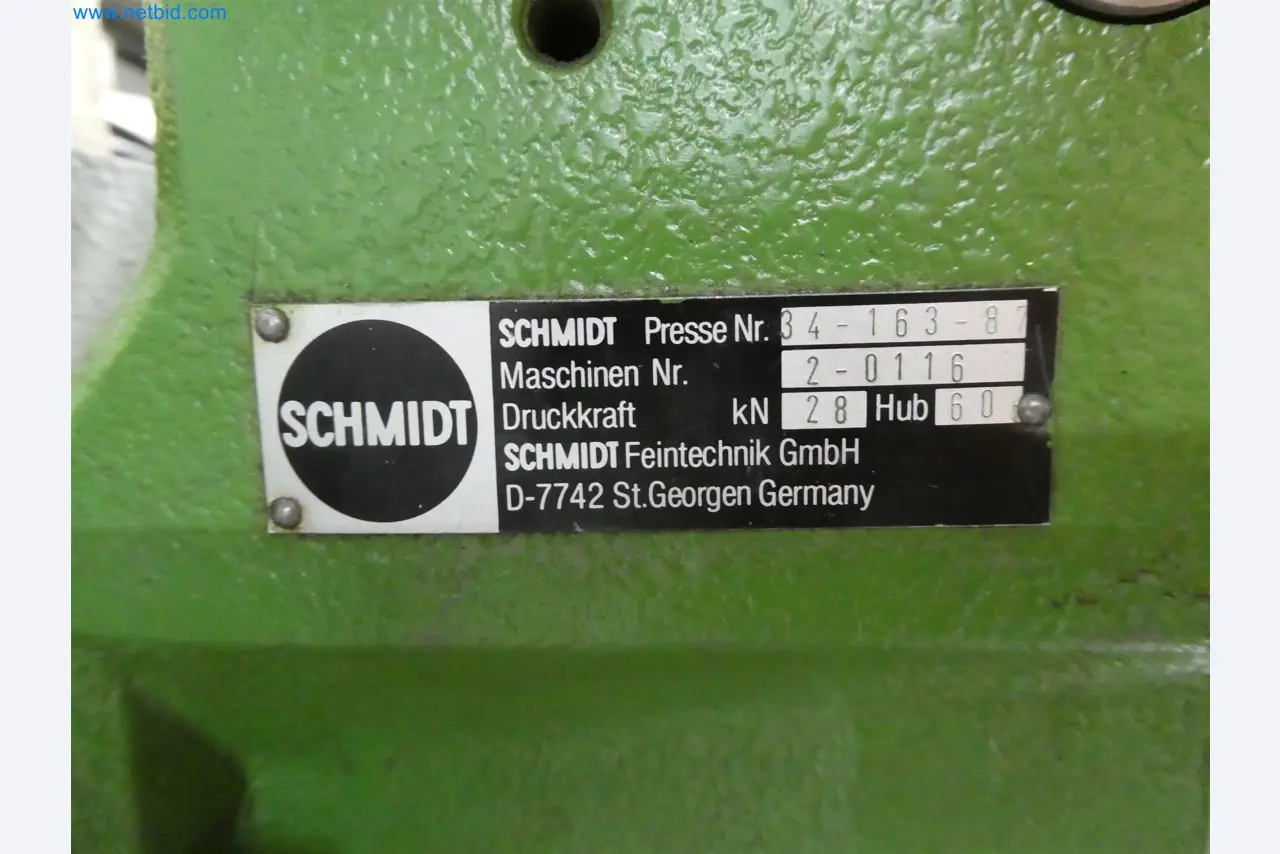 www.netbid.com
SCHMIDT
SCHMIDT Presse Nr. 34-163-87
Maschinen Nr. 2-0116
Druckkraft kN 28 Hub 60
SCHMIDT Feintechnik GmbH
D-7742 St.Georgen Germany